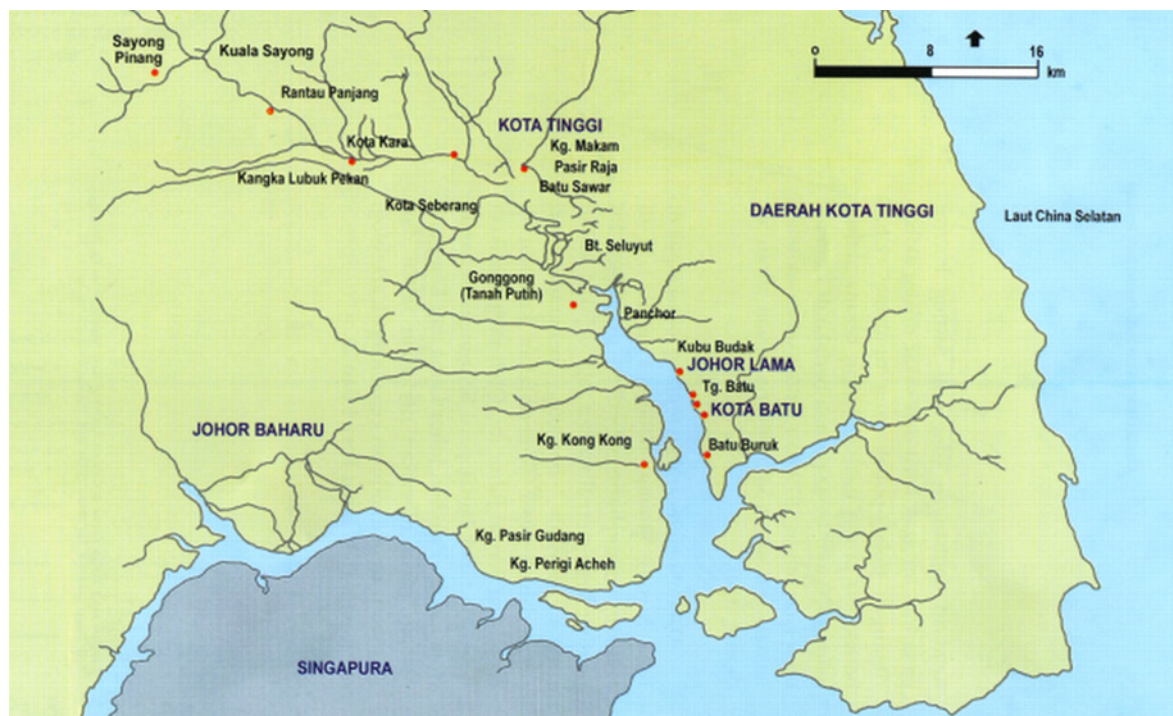 0 8 16
km
Sayong
Pinang
Kuala Sayong
Rantau Panjang
KOTA TINGGI
Kota Kara
Kg. Makam
Pasir Raja
Kangka Lubuk Pekan
Batu Sawar
Kota Seberang
DAERAH KOTA TINGGI
Laut China Selatan
Bt. Seluyut
Gonggong
(Tanah Putih)
Panchor
Kubu Budak
JOHOR LAMA
Tg. Batu
KOTA BATU
JOHOR BAHARU
Kg. Kong Kong
Batu Buruk
Kg. Pasir Gudang
Kg. Perigi Acheh
SINGAPURA